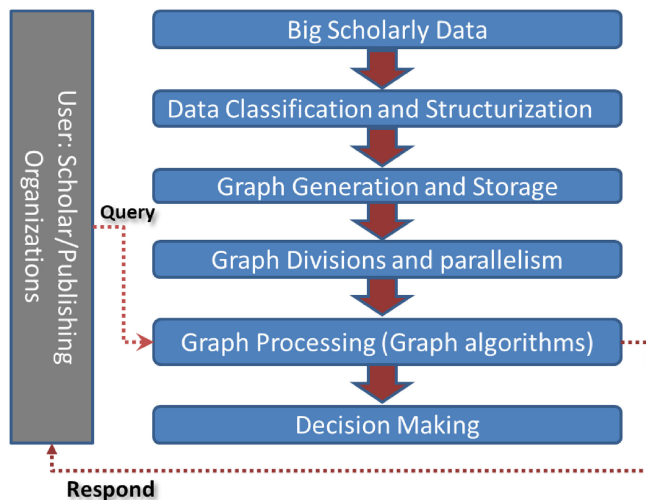 Big Scholarly Data
Data Classification and Structurization
Graph Generation and Storage
Graph Divisions and parallelism
Graph Processing (Graph algorithms)
Decision Making
User: Scholar/Publishing
Organizations
Query
Respond